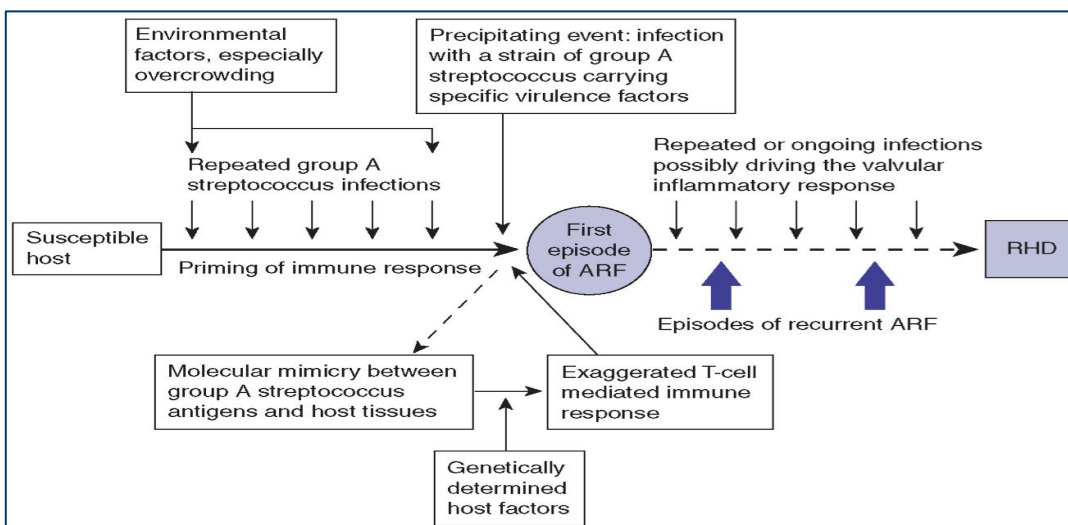 Environmental
factors, especially
overcrowding
Precipitating event: infection
with a strain of group A
streptococcus carrying
specific virulence factors
Repeated group A
streptococcus infections
Repeated or ongoing infections
possibly driving the valvular
inflammatory response
Susceptible
host
Priming of immune response
First
episode
of ARF
RHD
Episodes of recurrent ARF
Molecular mimicry between
group A streptococcus
antigens and host tissues
Exaggerated T-cell
mediated immune
response
Genetically
determined
host factors